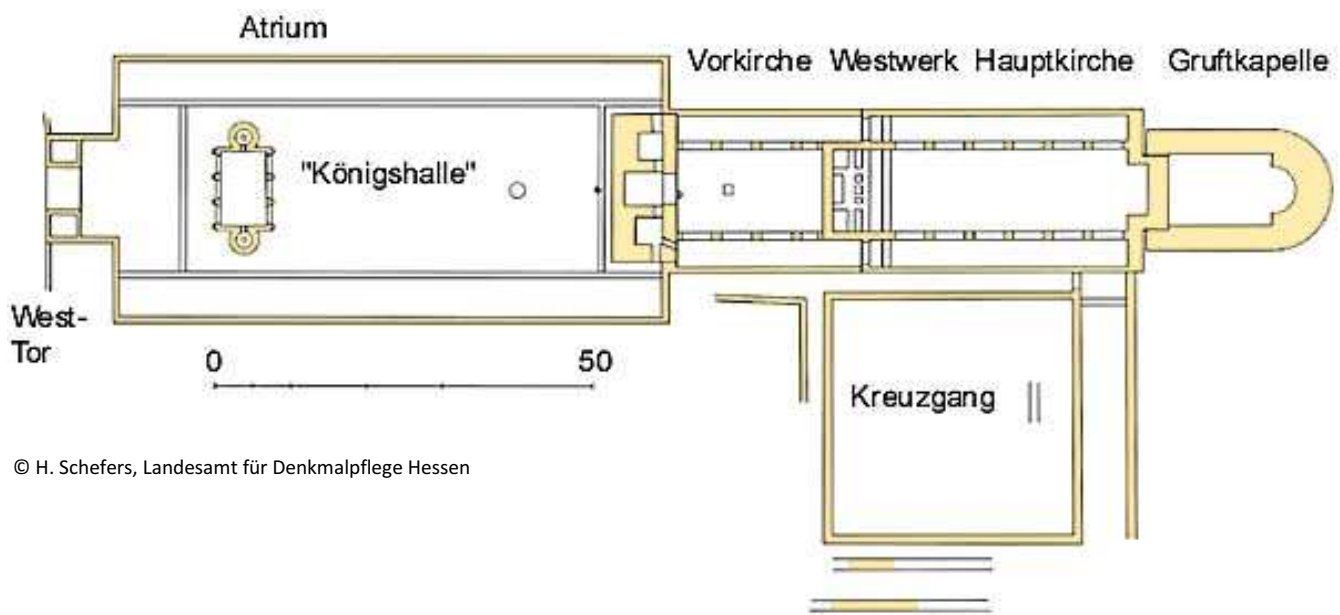 Atrium
Vorkirche Westwerk Hauptkirche Gruftkapelle
"Königshalle"
West-
Tor
0 50
Kreuzgang
© H. Schefers, Landesamt für Denkmalpflege Hessen